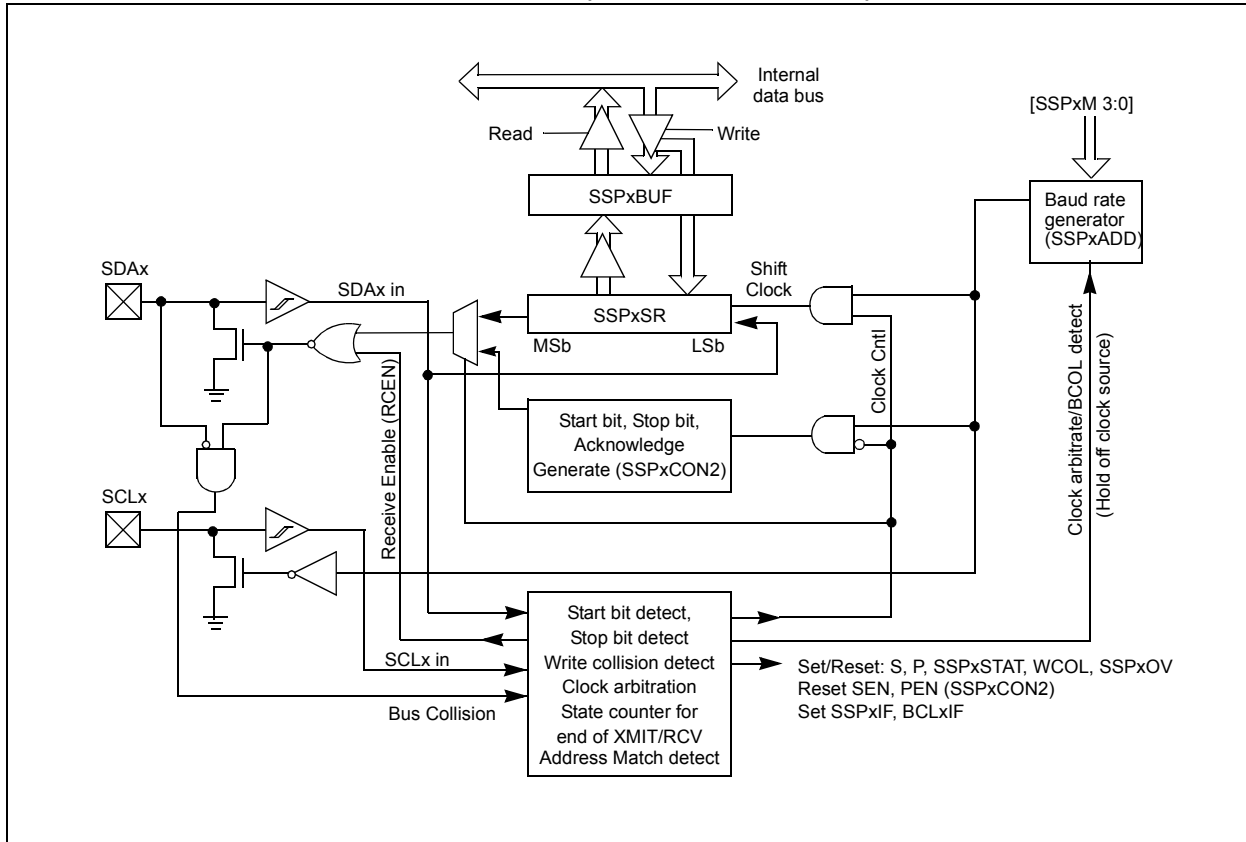 Internal
data bus
[SSPxM 3:0]
Read
Write
SSPxBUF
Baud rate
generator
(SSPxADD)
SDAx
SDAx in
Shift
Clock
SSPxSR
MSb
LSb
Receive Enable (RCEN)
Clock Cntl
Clock arbitrate/BCOL detect
(Hold off clock source)
Start bit, Stop bit,
Acknowledge
Generate (SSPxCON2)
SCLx
SCLx in
Bus Collision
Start bit detect,
Stop bit detect
Write collision detect
Clock arbitration
State counter for
end of XMIT/RCV
Address Match detect
Set/Reset: S, P, SSPxSTAT, WCOL, SSPxOV
Reset SEN, PEN (SSPxCON2)
Set SSPxIF, BCLxIF